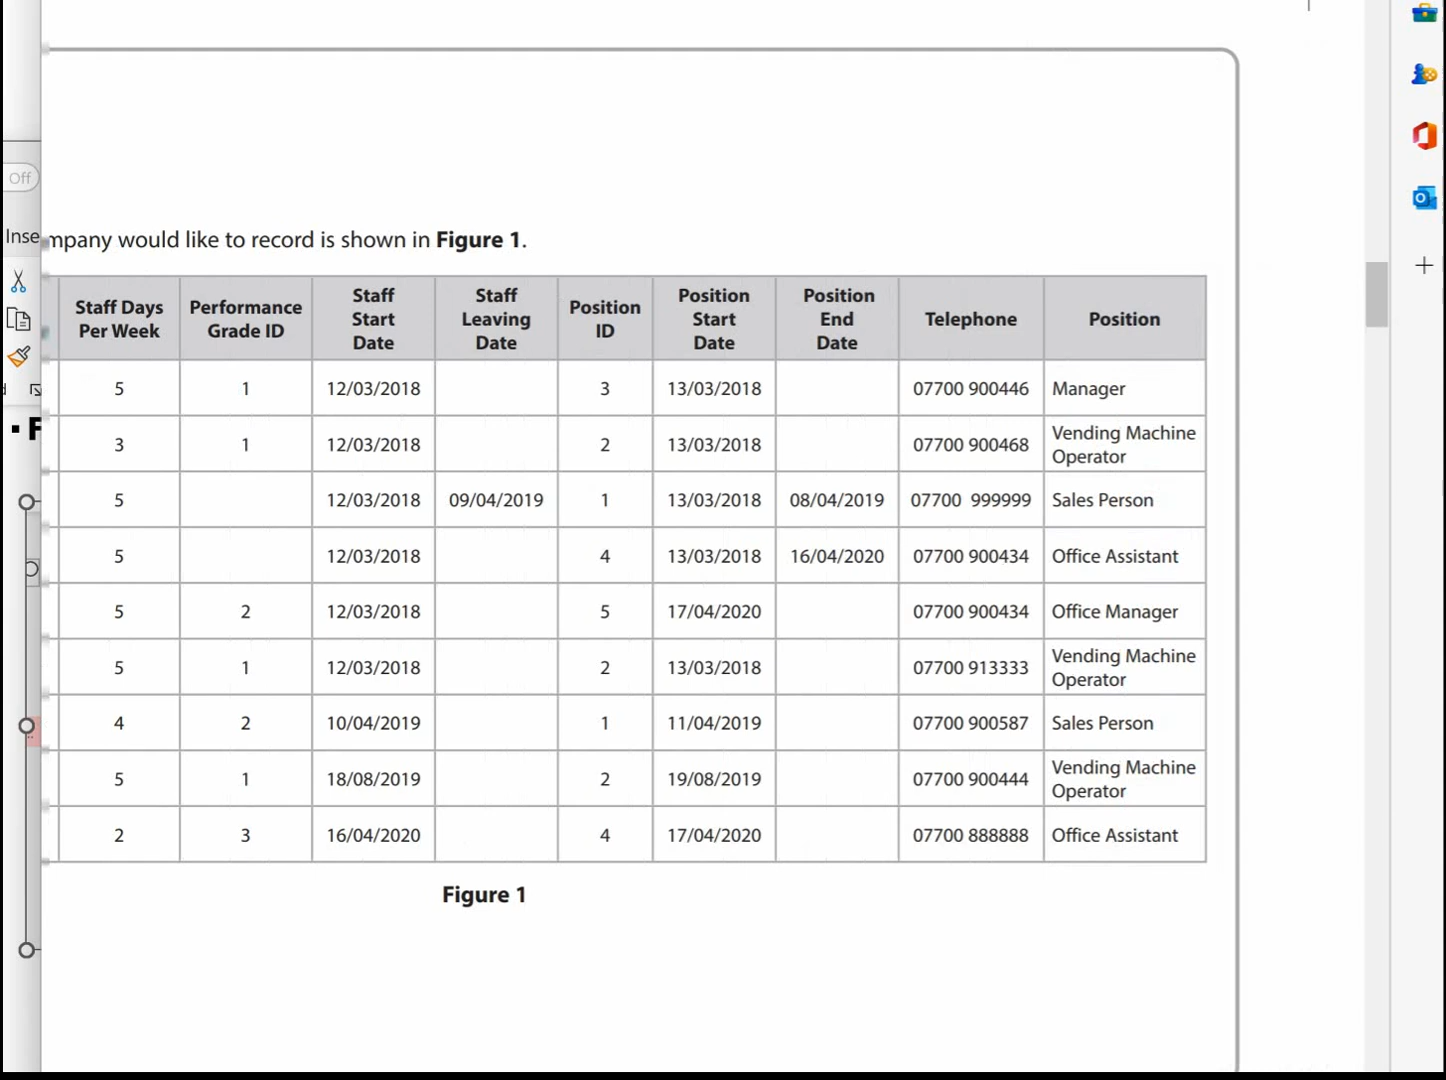 Off
Inse
mpany would like to record is shown in Figure 1.
Staff Days Per Week | Performance Grade ID | Staff Start Date | Staff Leaving Date | Position ID | Position Start Date | Position End Date | Telephone | Position
5 | 1 | 12/03/2018 | | 3 | 13/03/2018 | | 07700 900446 | Manager
3 | 1 | 12/03/2018 | | 2 | 13/03/2018 | | 07700 900468 | Vending Machine Operator
5 | | 12/03/2018 | 09/04/2019 | 1 | 13/03/2018 | 08/04/2019 | 07700 999999 | Sales Person
5 | | 12/03/2018 | | 4 | 13/03/2018 | 16/04/2020 | 07700 900434 | Office Assistant
5 | 2 | 12/03/2018 | | 5 | 17/04/2020 | | 07700 900434 | Office Manager
5 | 1 | 12/03/2018 | | 2 | 13/03/2018 | | 07700 913333 | Vending Machine Operator
4 | 2 | 10/04/2019 | | 1 | 11/04/2019 | | 07700 900587 | Sales Person
5 | 1 | 18/08/2019 | | 2 | 19/08/2019 | | 07700 900444 | Vending Machine Operator
2 | 3 | 16/04/2020 | | 4 | 17/04/2020 | | 07700 888888 | Office Assistant
Figure 1